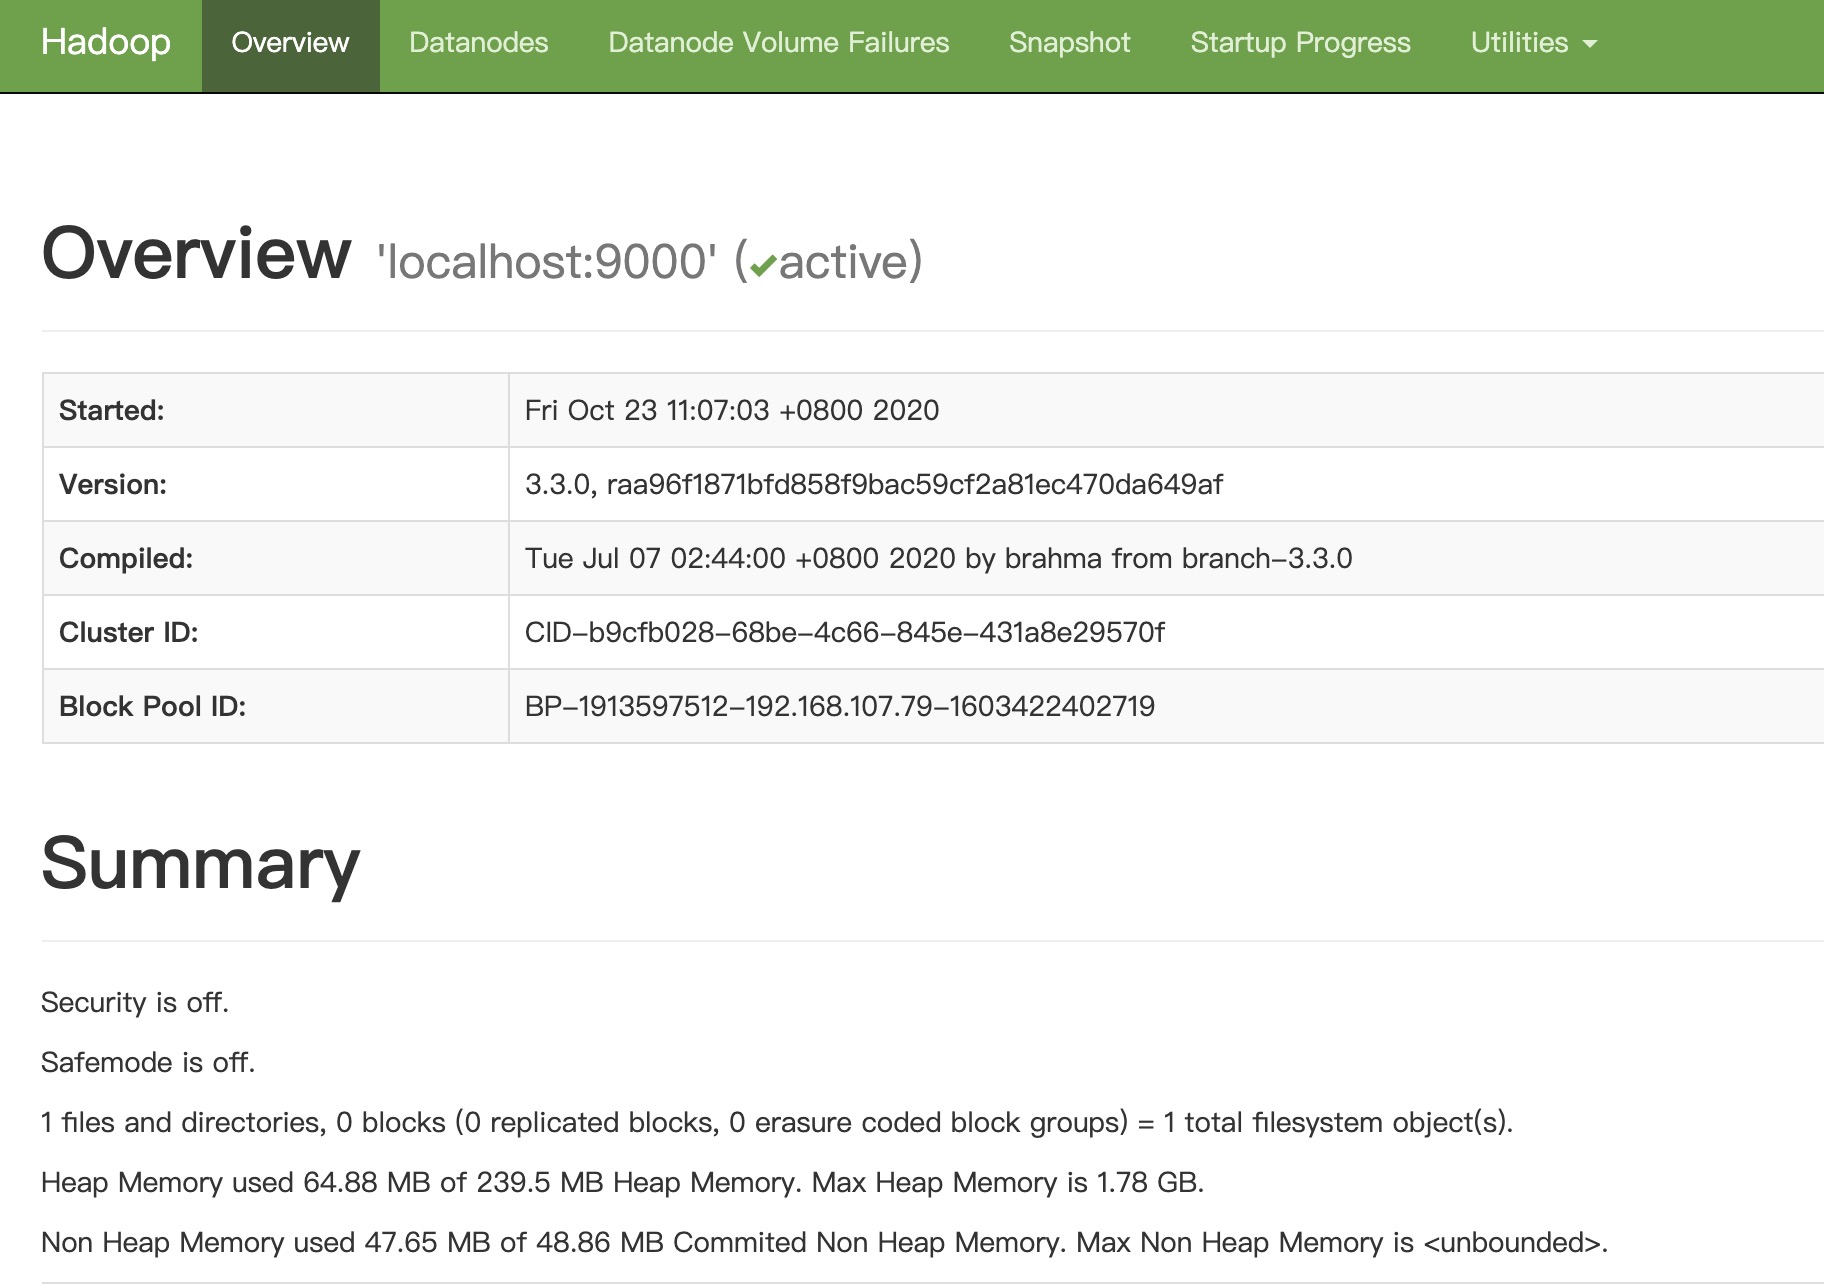 Hadoop Overview Datanodes Datanode Volume Failures Snapshot Startup Progress Utilities
Overview 'localhost:9000' (✔active)
Started: Fri Oct 23 11:07:03 +0800 2020
Version: 3.3.0, raa96f1871bfd858f9bac59cf2a81ec470da649af
Compiled: Tue Jul 07 02:44:00 +0800 2020 by brahma from branch-3.3.0
Cluster ID: CID-b9cfb028-68be-4c66-845e-431a8e29570f
Block Pool ID: BP-1913597512-192.168.107.79-1603422402719
Summary
Security is off.
Safemode is off.
1 files and directories, 0 blocks (0 replicated blocks, 0 erasure coded block groups) = 1 total filesystem object(s).
Heap Memory used 64.88 MB of 239.5 MB Heap Memory. Max Heap Memory is 1.78 GB.
Non Heap Memory used 47.65 MB of 48.86 MB Commited Non Heap Memory. Max Non Heap Memory is <unbounded>.